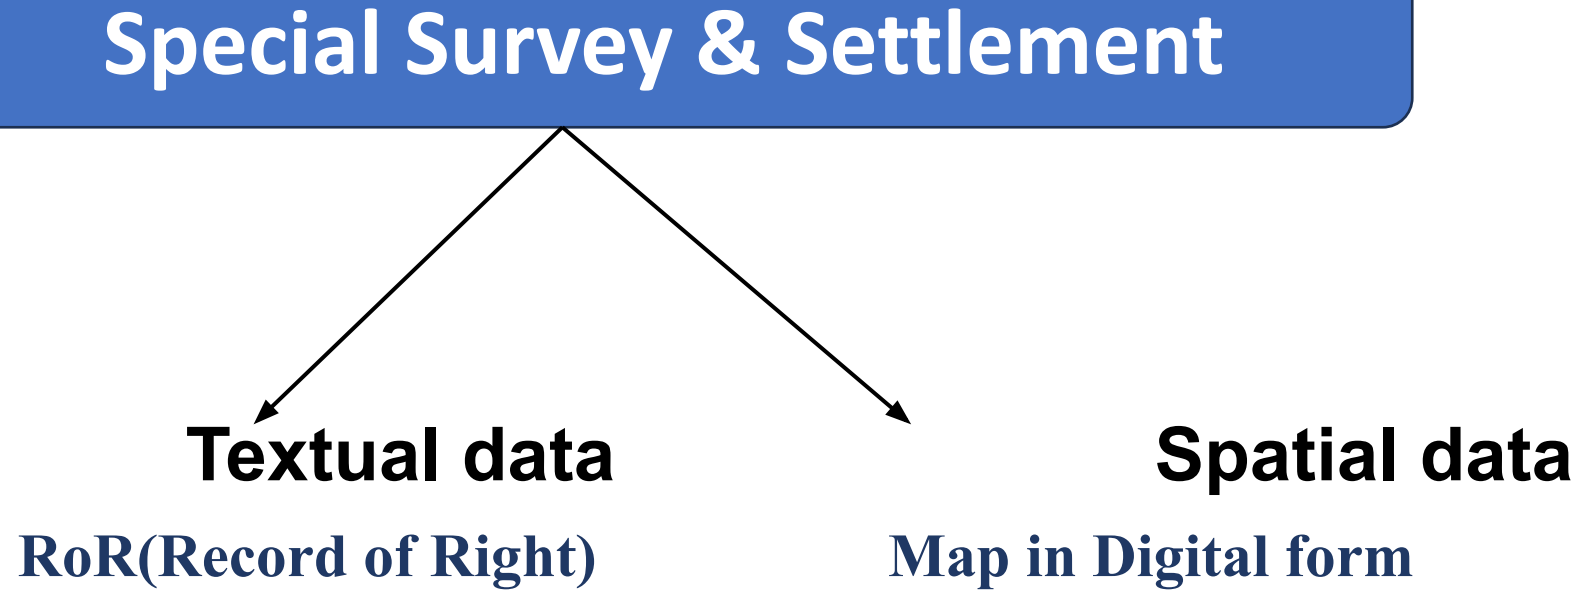 Special Survey & Settlement
Textual data
Spatial data
RoR(Record of Right)
Map in Digital form